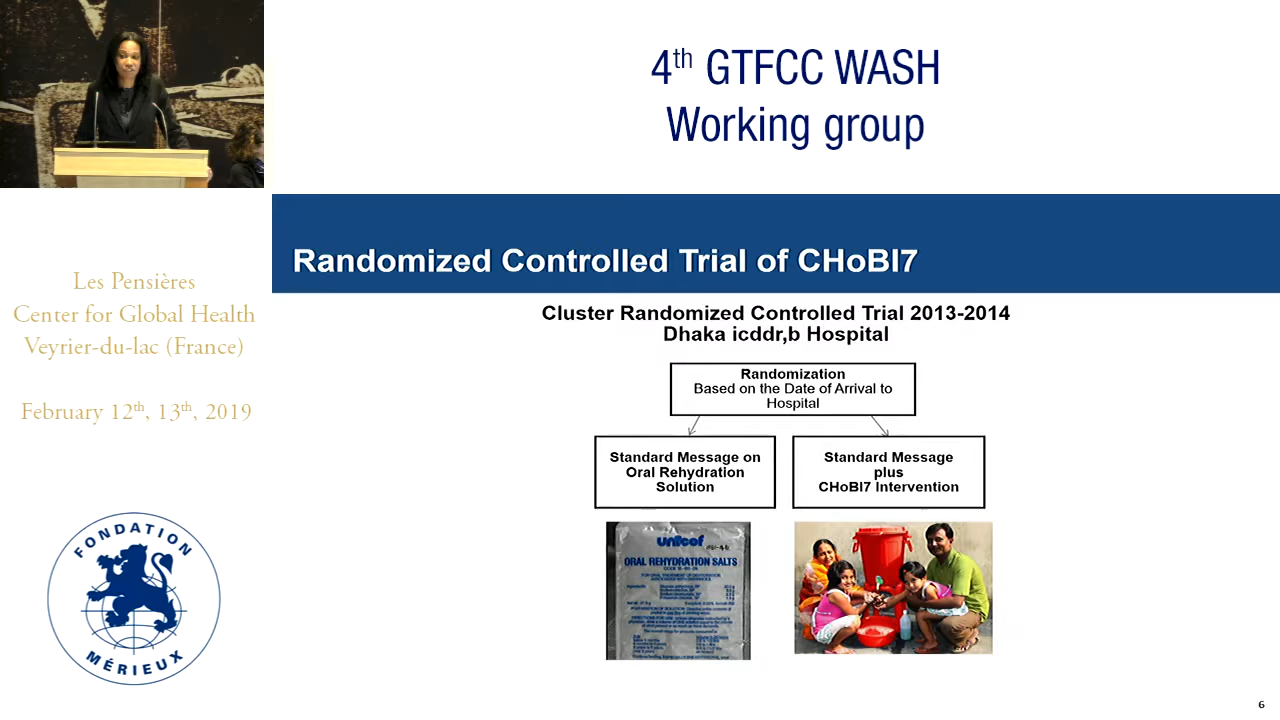 4th GTFCC WASH
Working group
Les Pensières
Center for Global Health
Veyrier-du-lac (France)
February 12th, 13th, 2019
FONDATION
MÉRIEUX
Randomized Controlled Trial of CHoBI7
Cluster Randomized Controlled Trial 2013-2014
Dhaka icddr,b Hospital
Randomization
Based on the Date of Arrival to
Hospital
Standard Message on
Oral Rehydration
Solution
Standard Message
plus
CHoBI7 Intervention
unicef
ORAL REHYDRATION SALTS
6